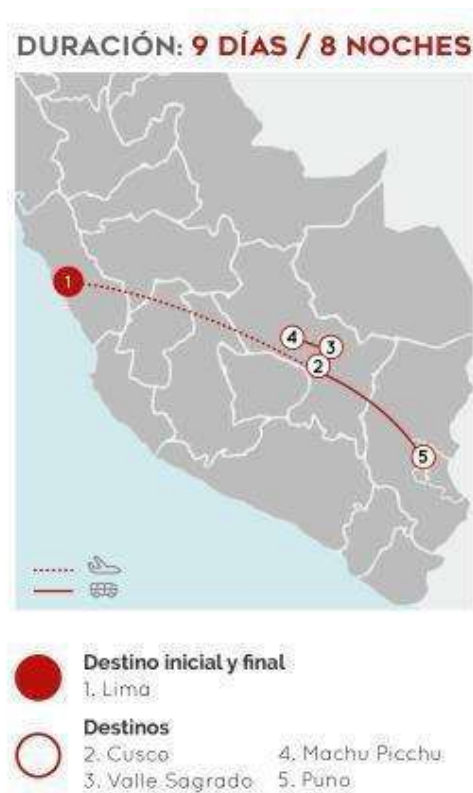 DURACIÓN: 9 DÍAS / 8 NOCHES
1
4
3
2
5
Destino inicial y final
1. Lima
Destinos
2. Cusco 4. Machu Picchu
3. Valle Sagrado 5. Puno